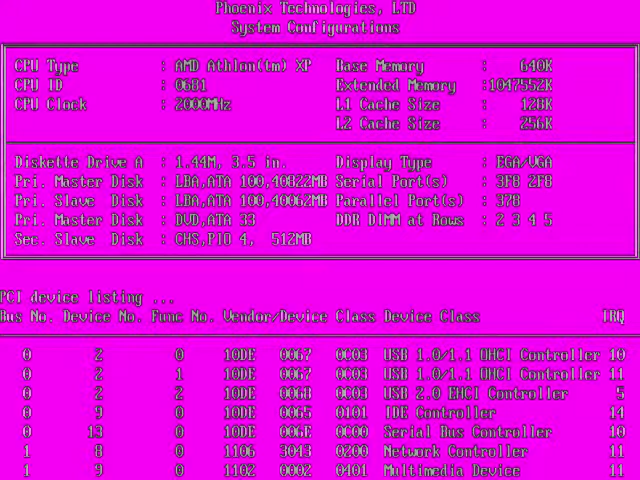 Phoenix Technologies, LTD
System Configurations
CPU Type : AMD Athlon(tm) XP Base Memory : 640K
CPU ID : 0681 Extended Memory :1047552K
CPU Clock : 2000MHz L1 Cache Size : 128K
L2 Cache Size : 256K
Diskette Drive A : 1.44M, 3.5 in. Display Type : EGA/VGA
Pri. Master Disk : LBA,ATA 100,40822MB Serial Port(s) : 3F8 2F8
Pri. Slave Disk : LBA,ATA 100,40062MB Parallel Port(s) : 378
Pri. Master Disk : DVD,ATA 33 DDR DIMM at Rows : 2 3 4 5
Sec. Slave Disk : CHS,PIO 4, 512MB
PCI device listing ...
Bus No. Device No. Func No. Vendor/Device Class Device Class IRQ
0 2 0 10DE 0067 0C03 USB 1.0/1.1 OHCI Controller 10
0 2 1 10DE 0067 0C03 USB 1.0/1.1 OHCI Controller 11
0 2 2 10DE 0068 0C03 USB 2.0 EHCI Controller 5
0 9 0 10DE 0065 0101 IDE Controller 14
0 13 0 10DE 006E 0C00 Serial Bus Controller 10
1 8 0 1106 3043 0200 Network Controller 11
1 9 0 1102 0002 0401 Multimedia Device 11